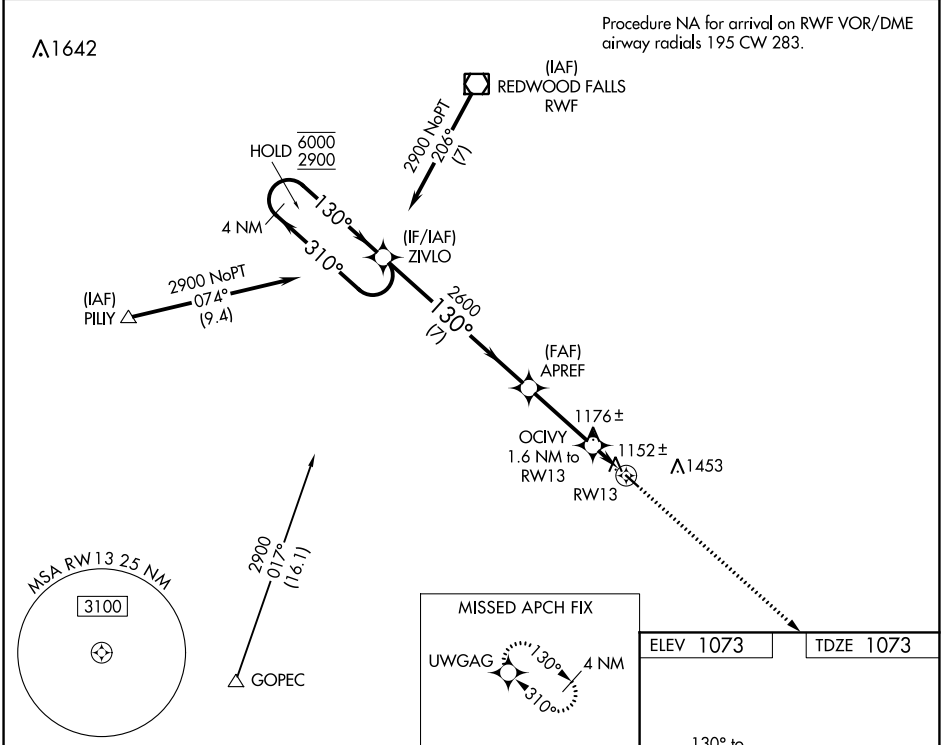 Procedure NA for arrival on RWF VOR/DME
airway radials 195 CW 283.
1642
(IAF)
REDWOOD FALLS
RWF
2900 NoPT
206°
(7)
HOLD 6000
2900
4 NM
130°
310°
(IF/IAF)
ZIVLO
2900 NoPT
074°
(9.4)
(IAF)
PILIY
2600
130°
(7)
(FAF)
APREF
1176±
OCIVY
1.6 NM to
RW13
1152±
1453
RW13
2900
017°
(16.1)
GOPEC
MSA RW13 25 NM
3100
MISSED APCH FIX
UWGAG
130°
310°
4 NM
ELEV 1073
TDZE 1073
130° to